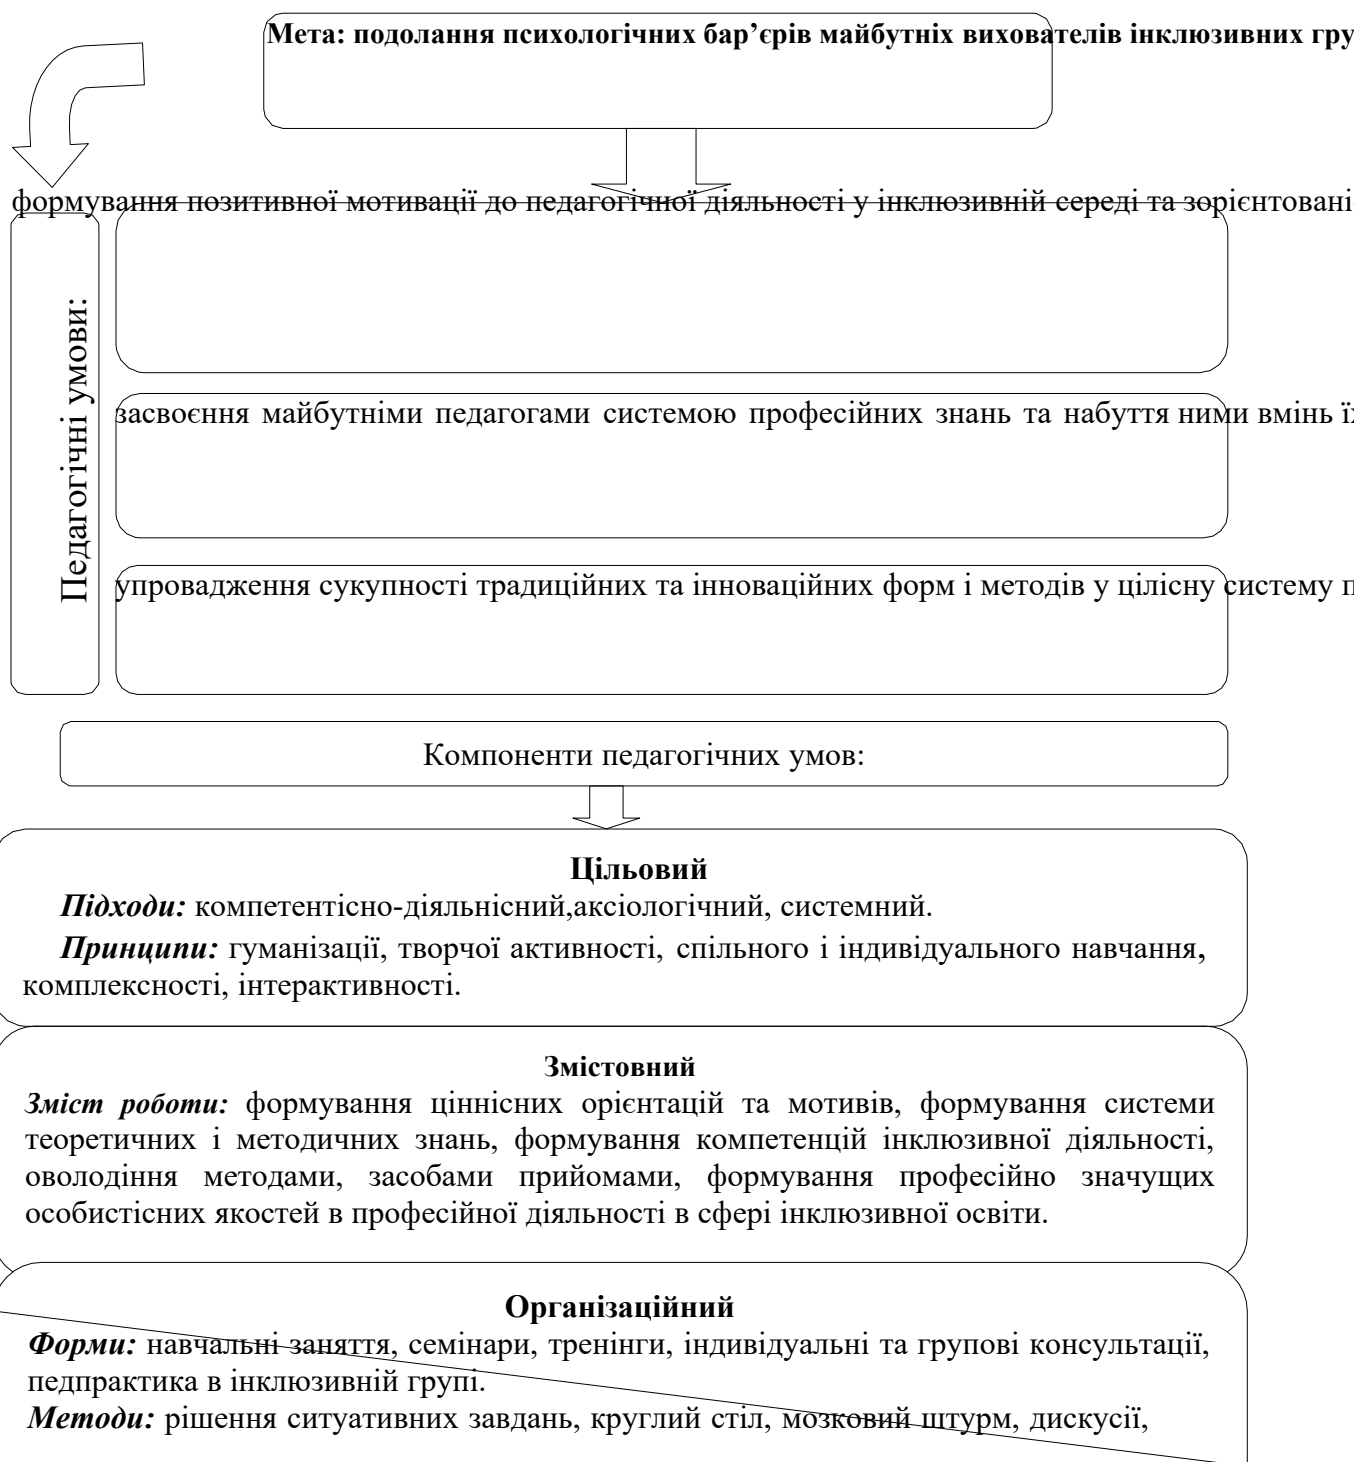 Мета: подолання психологічних бар’єрів майбутніх вихователів інклюзивних гру
формування позитивної мотивації до педагогічної діяльності у інклюзивній середі та зорієнтовані
Педагогічні умови:
засвоєння майбутніми педагогами системою професійних знань та набуття ними вмінь їх
упровадження сукупності традиційних та інноваційних форм і методів у цілісну систему п
Компоненти педагогічних умов:
Цільовий
Підходи: компетентісно-діяльнісний,аксіологічний, системний.
Принципи: гуманізації, творчої активності, спільного і індивідуального навчання,
комплексності, інтерактивності.
Змістовний
Зміст роботи: формування ціннісних орієнтацій та мотивів, формування системи
теоретичних і методичних знань, формування компетенцій інклюзивної діяльності,
оволодіння методами, засобами прийомами, формування професійно значущих
особистісних якостей в професійної діяльності в сфері інклюзивної освіти.
Організаційний
Форми: навчальні заняття, семінари, тренінги, індивідуальні та групові консультації,
педпрактика в інклюзивній групі.
Методи: рішення ситуативних завдань, круглий стіл, мозковий штурм, дискусії,